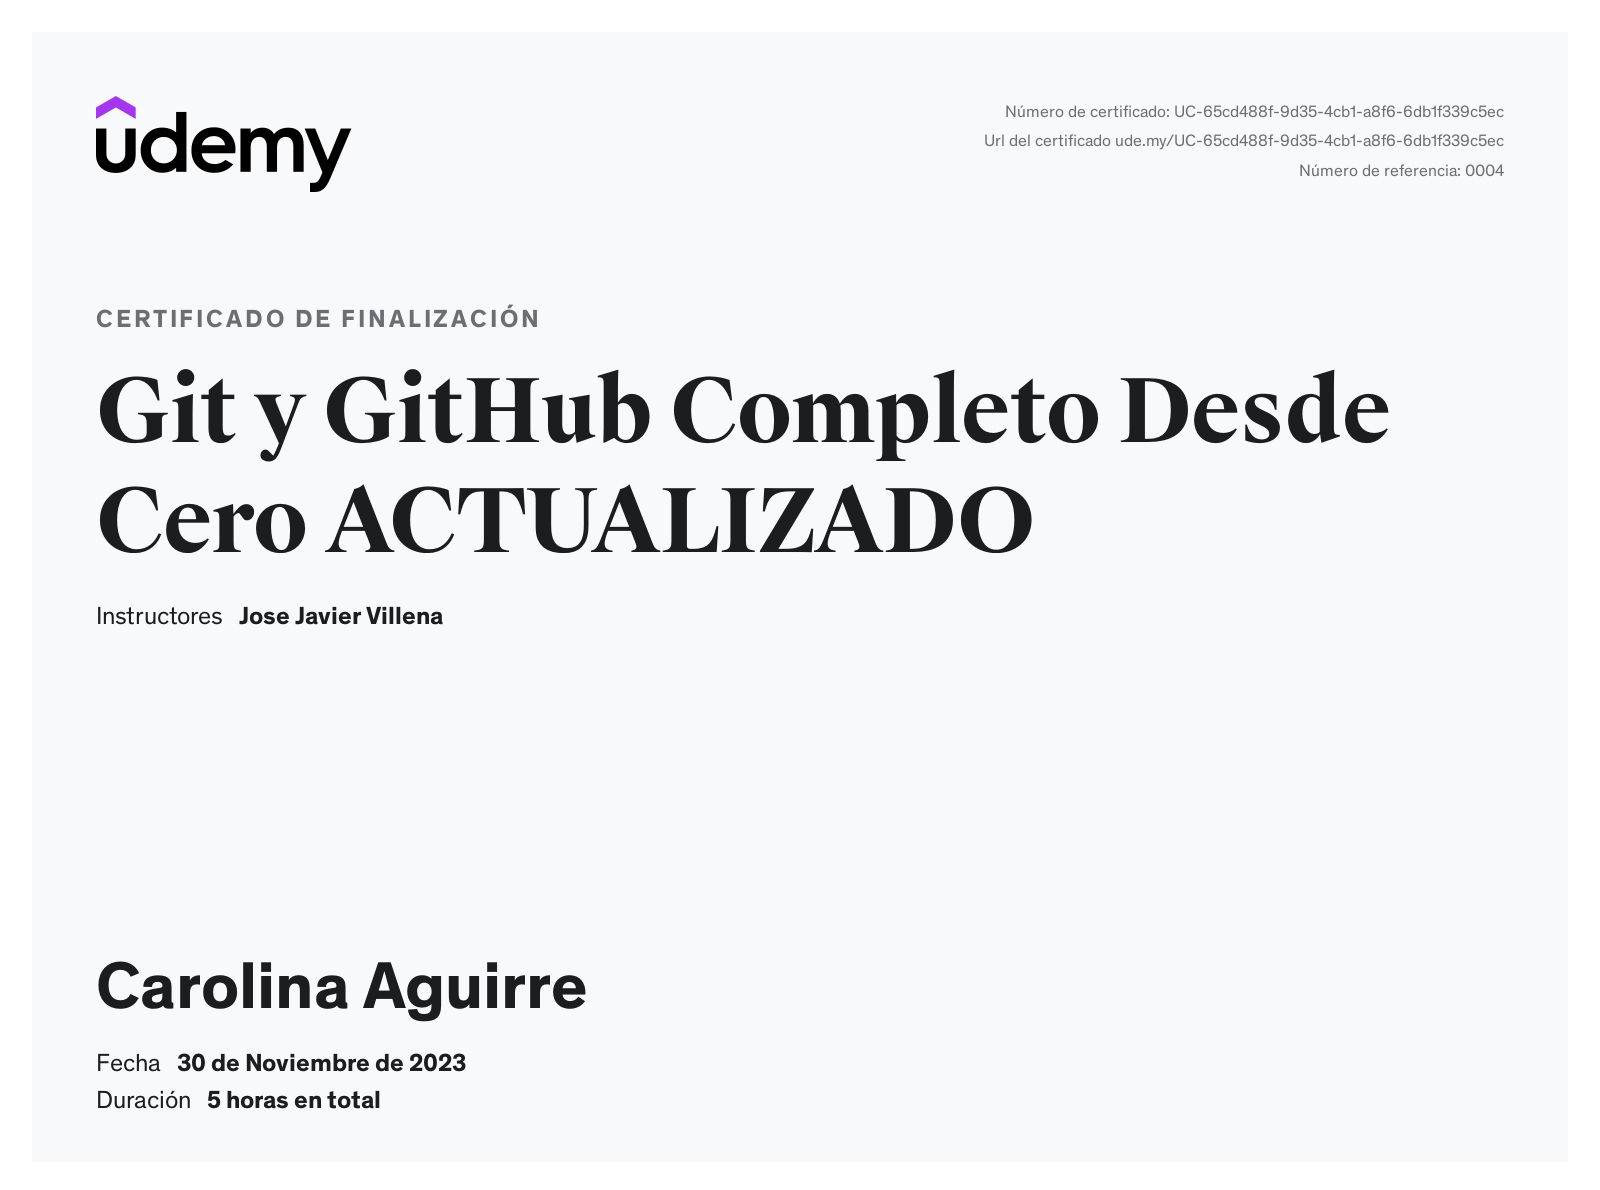 udemy
Número de certificado: UC-65cd488f-9d35-4cb1-a8f6-6db1f339c5ec
Url del certificado ude.my/UC-65cd488f-9d35-4cb1-a8f6-6db1f339c5ec
Número de referencia: 0004
CERTIFICADO DE FINALIZACIÓN
Git y GitHub Completo Desde
Cero ACTUALIZADO
Instructores Jose Javier Villena
Carolina Aguirre
Fecha 30 de Noviembre de 2023
Duración 5 horas en total